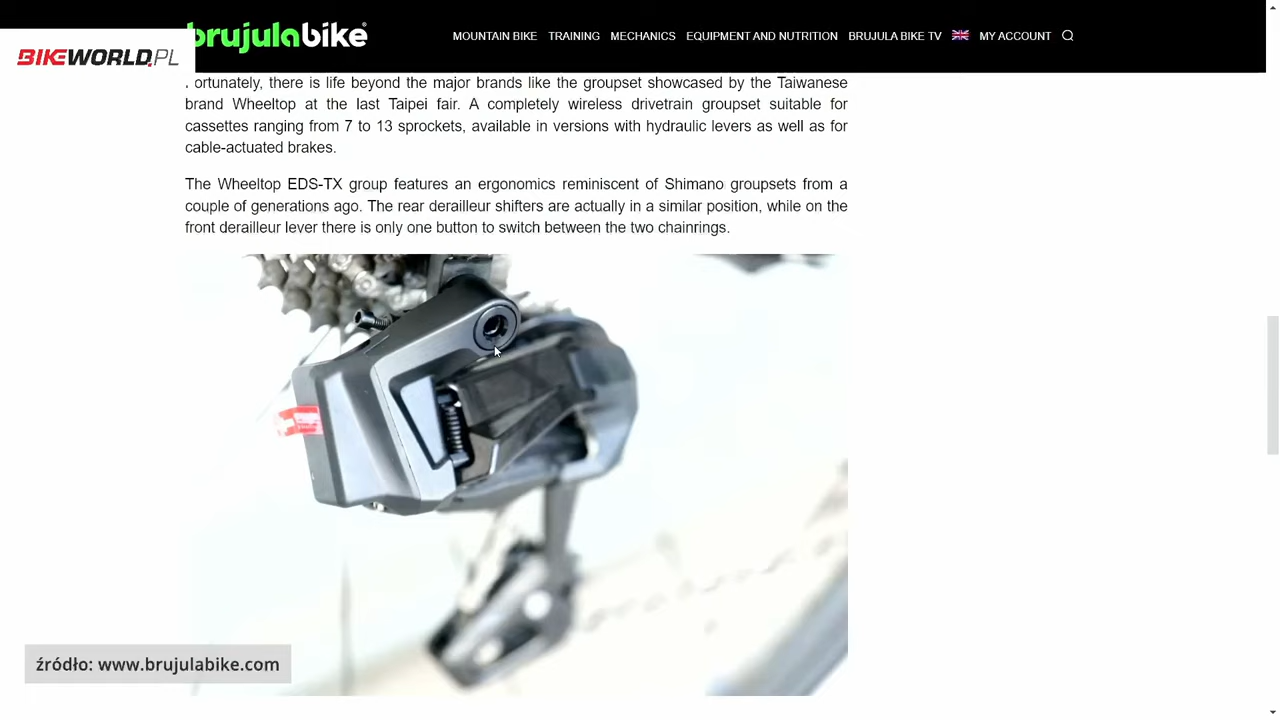 BIKEWORLD.PL
brujulabike
MOUNTAIN BIKE TRAINING MECHANICS EQUIPMENT AND NUTRITION BRUJULA BIKE TV MY ACCOUNT
ortunately, there is life beyond the major brands like the groupset showcased by the Taiwanese
brand Wheeltop at the last Taipei fair. A completely wireless drivetrain groupset suitable for
cassettes ranging from 7 to 13 sprockets, available in versions with hydraulic levers as well as for
cable-actuated brakes.
The Wheeltop EDS-TX group features an ergonomics reminiscent of Shimano groupsets from a
couple of generations ago. The rear derailleur shifters are actually in a similar position, while on the
front derailleur lever there is only one button to switch between the two chainrings.
źródło: www.brujulabike.com